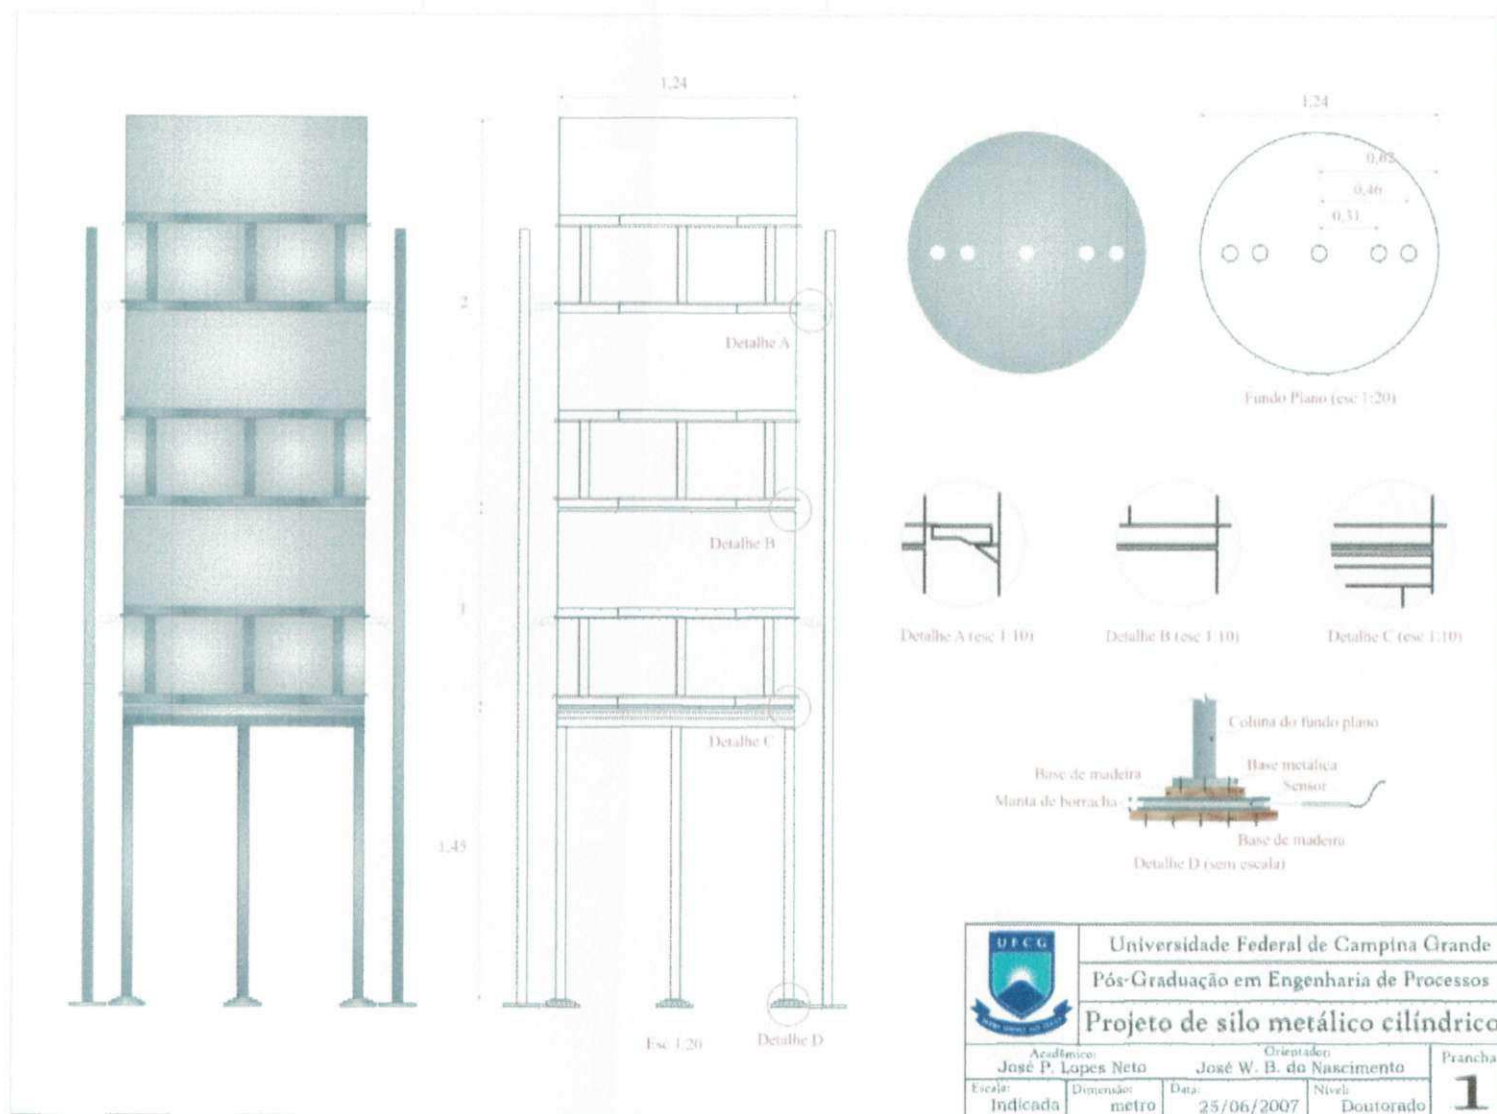 1,24
2
1,45
Detalhe A
Detalhe B
Detalhe C
Detalhe D
Esc 1:20
1,24
0,62
0,46
0,31
Fundo Plano (esc 1:20)
Detalhe A (esc 1:10)
Detalhe B (esc 1:10)
Detalhe C (esc 1:10)
Coluna do fundo plano
Base metálica
Base de madeira
Sensor
Manta de borracha
Base de madeira
Detalhe D (sem escala)
UFCG
Universidade Federal de Campina Grande
Pós-Graduação em Engenharia de Processos
Projeto de silo metálico cilíndrico
Acadêmico: Orientador: Prancha
José P. Lopes Neto José W. B. do Nascimento
1
Escala: Dimensão: Data: Nível:
Indicada metro 25/06/2007 Doutorado